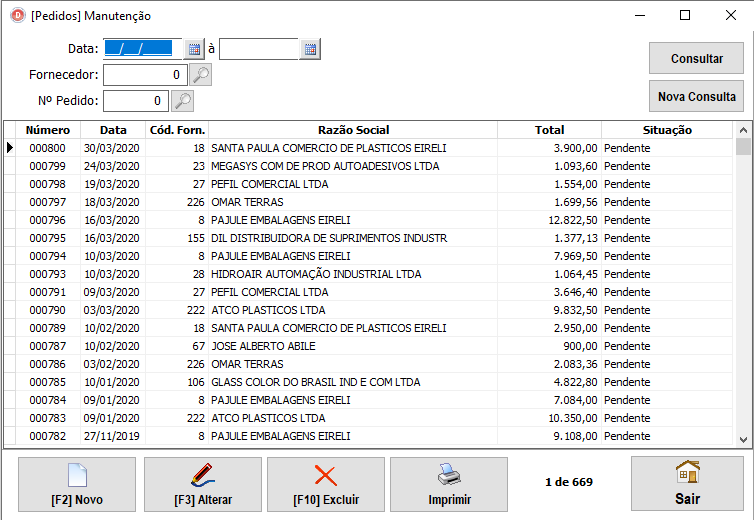 [Pedidos] Manutenção
Data: __/__/____ à
Consultar
Fornecedor: 0
Nova Consulta
Nº Pedido: 0
Número Data Cód. Forn. Razão Social Total Situação
000800 30/03/2020 18 SANTA PAULA COMERCIO DE PLASTICOS EIRELI 3.900,00 Pendente
000799 24/03/2020 23 MEGASYS COM DE PROD AUTOADESIVOS LTDA 1.093,60 Pendente
000798 19/03/2020 27 PEFIL COMERCIAL LTDA 1.554,00 Pendente
000797 18/03/2020 226 OMAR TERRAS 1.699,56 Pendente
000796 16/03/2020 8 PAJULE EMBALAGENS EIRELI 12.822,50 Pendente
000795 16/03/2020 155 DIL DISTRIBUIDORA DE SUPRIMENTOS INDUSTR 1.377,13 Pendente
000794 10/03/2020 8 PAJULE EMBALAGENS EIRELI 7.969,50 Pendente
000793 10/03/2020 28 HIDROAIR AUTOMAÇÃO INDUSTRIAL LTDA 1.064,45 Pendente
000791 09/03/2020 27 PEFIL COMERCIAL LTDA 3.646,40 Pendente
000790 03/03/2020 222 ATCO PLASTICOS LTDA 9.832,50 Pendente
000789 10/02/2020 18 SANTA PAULA COMERCIO DE PLASTICOS EIRELI 2.950,00 Pendente
000787 10/02/2020 67 JOSE ALBERTO ABILE 900,00 Pendente
000786 03/02/2020 226 OMAR TERRAS 2.083,36 Pendente
000785 10/01/2020 106 GLASS COLOR DO BRASIL IND E COM LTDA 4.822,80 Pendente
000784 09/01/2020 8 PAJULE EMBALAGENS EIRELI 7.084,00 Pendente
000783 09/01/2020 222 ATCO PLASTICOS LTDA 10.350,00 Pendente
000782 27/11/2019 8 PAJULE EMBALAGENS EIRELI 9.108,00 Pendente
[F2] Novo [F3] Alterar [F10] Excluir Imprimir 1 de 669 Sair